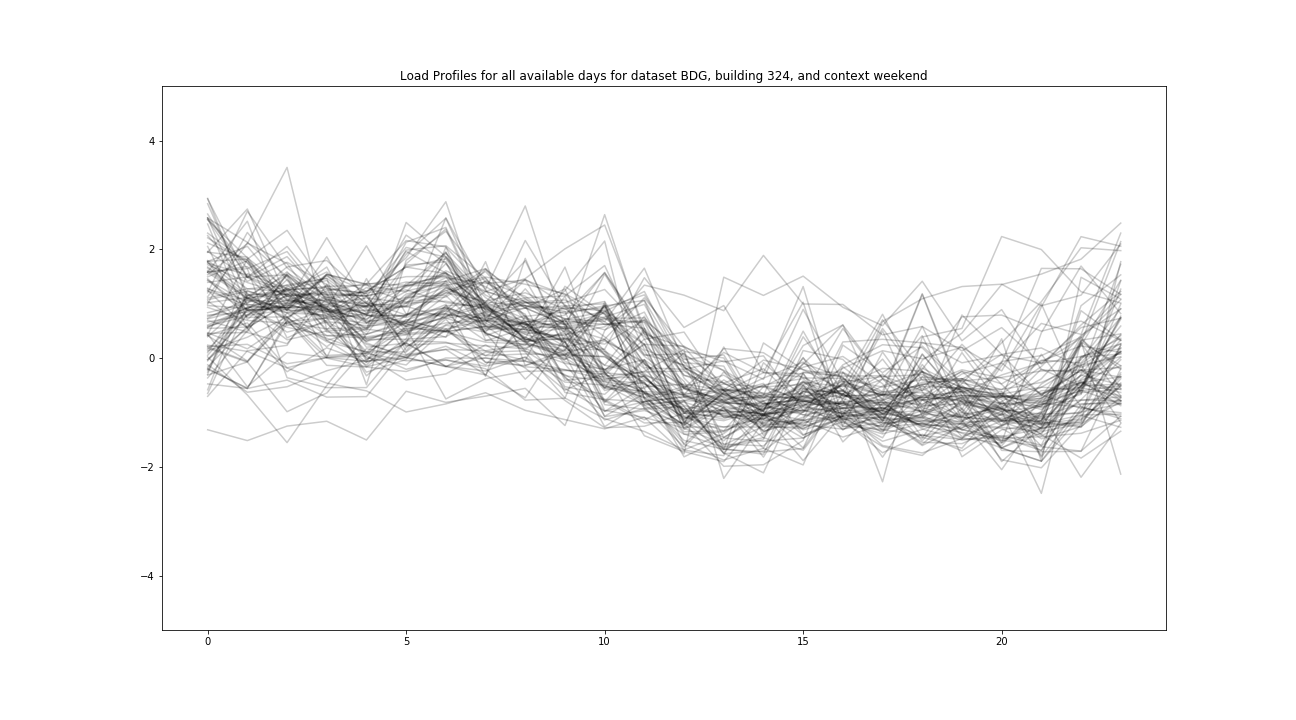 Load Profiles for all available days for dataset BDG, building 324, and context weekend
4
2
0
−2
−4
0 5 10 15 20